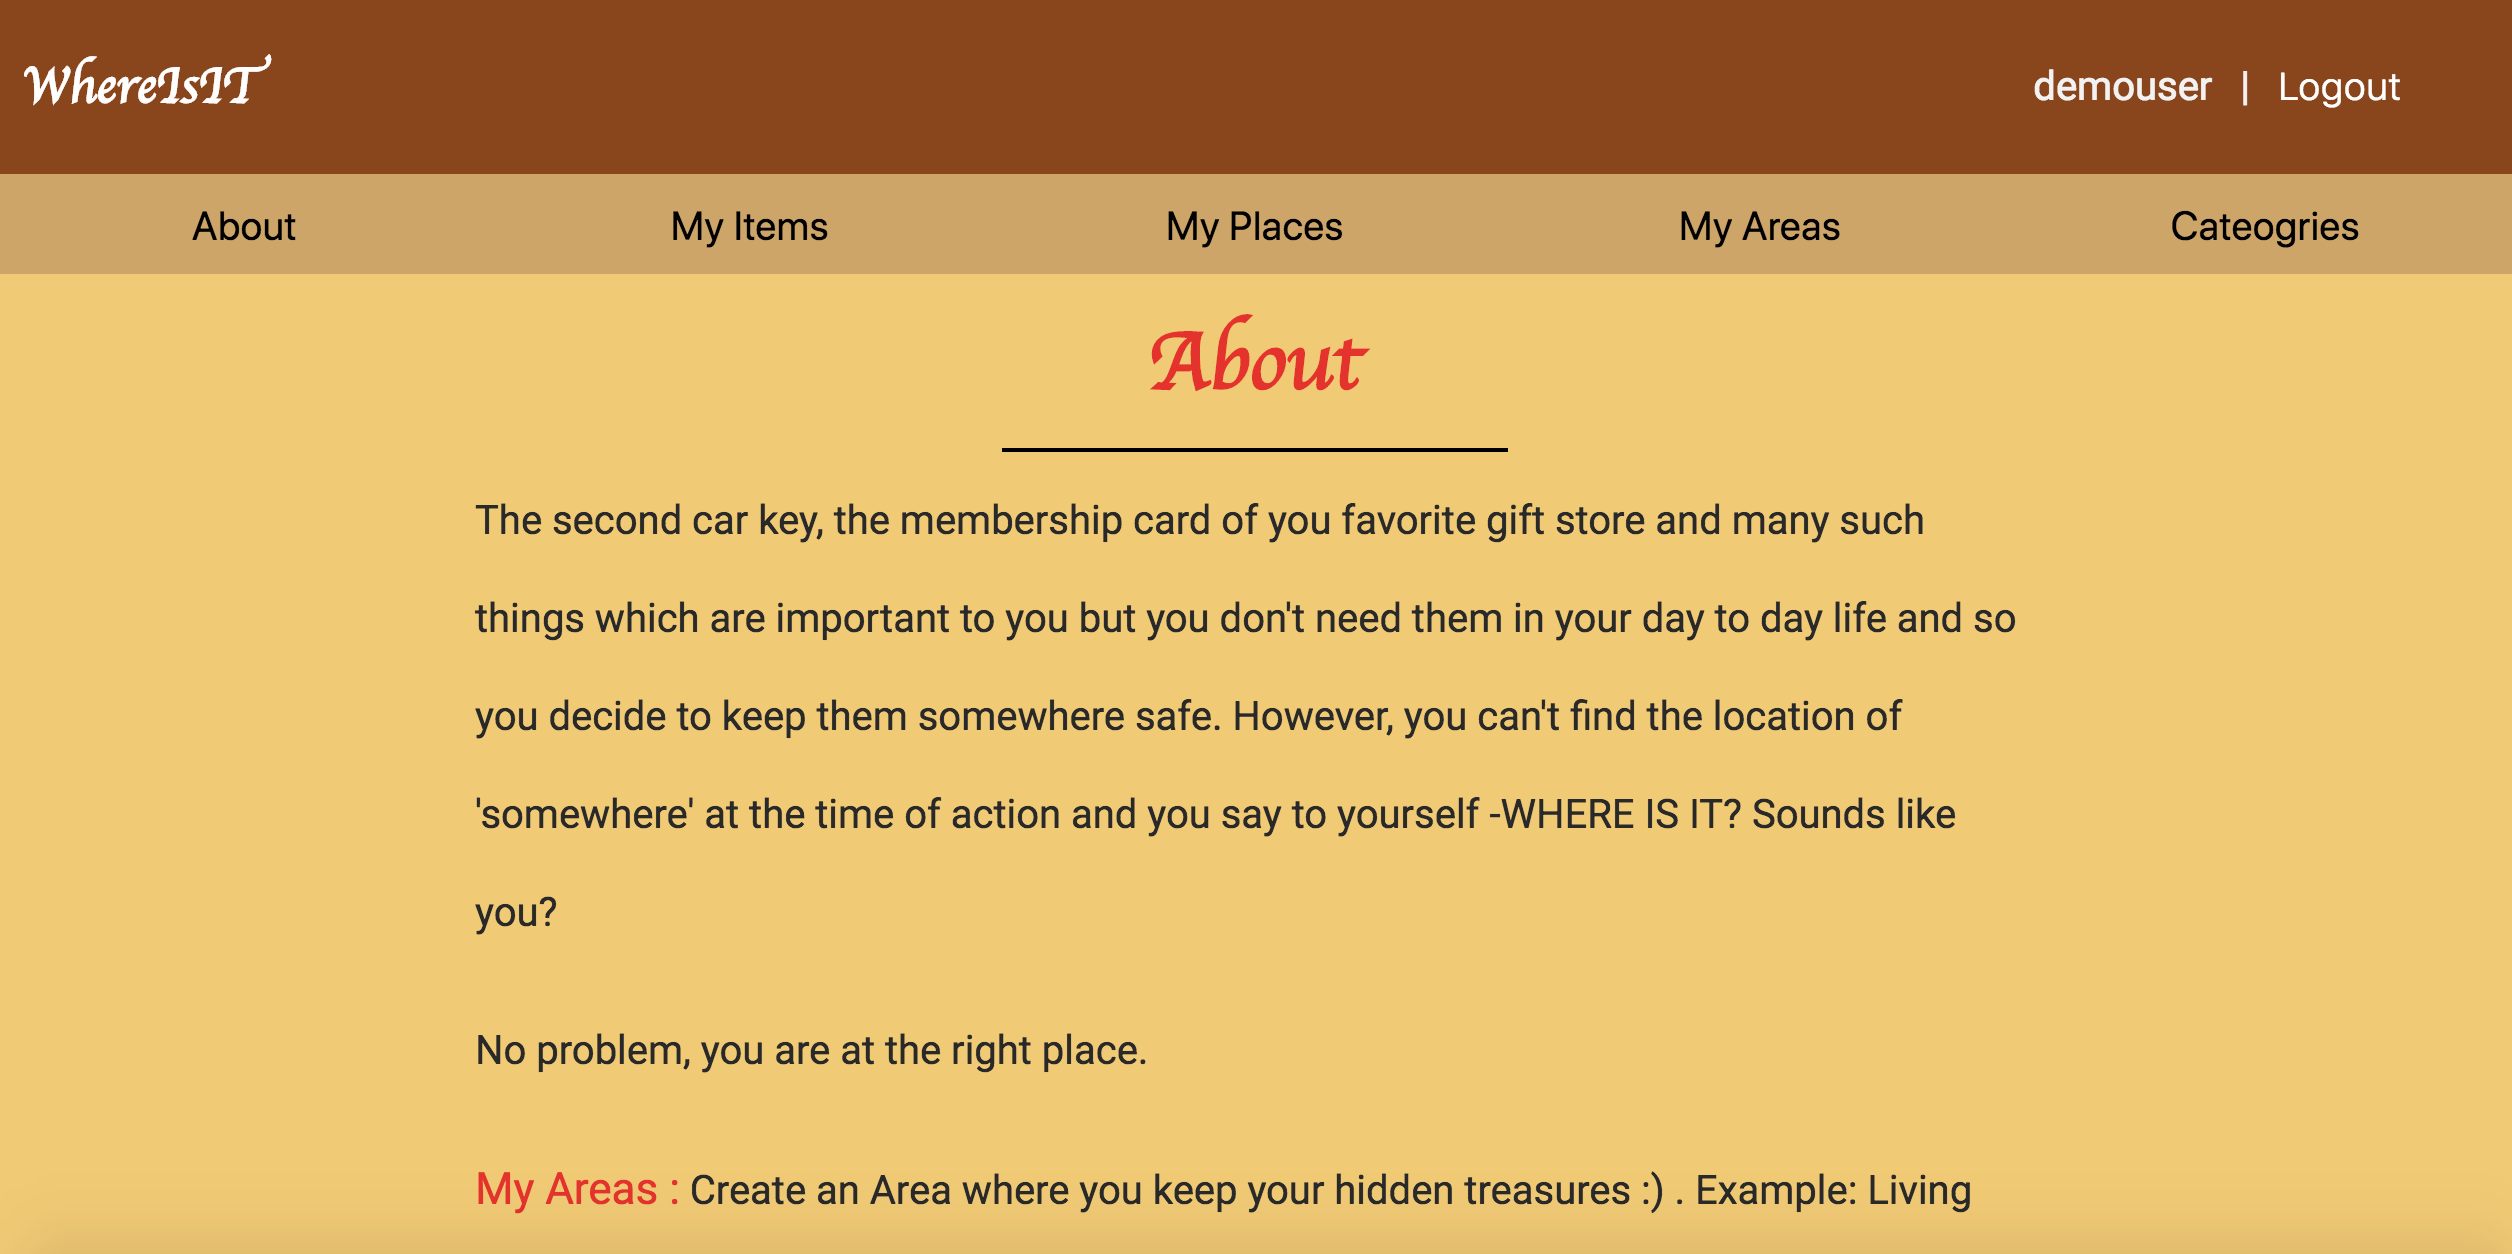 WhereIsIT
demouser | Logout
About My Items My Places My Areas Cateogries
About
The second car key, the membership card of you favorite gift store and many such
things which are important to you but you don't need them in your day to day life and so
you decide to keep them somewhere safe. However, you can't find the location of
'somewhere' at the time of action and you say to yourself -WHERE IS IT? Sounds like
you?
No problem, you are at the right place.
My Areas : Create an Area where you keep your hidden treasures :) . Example: Living